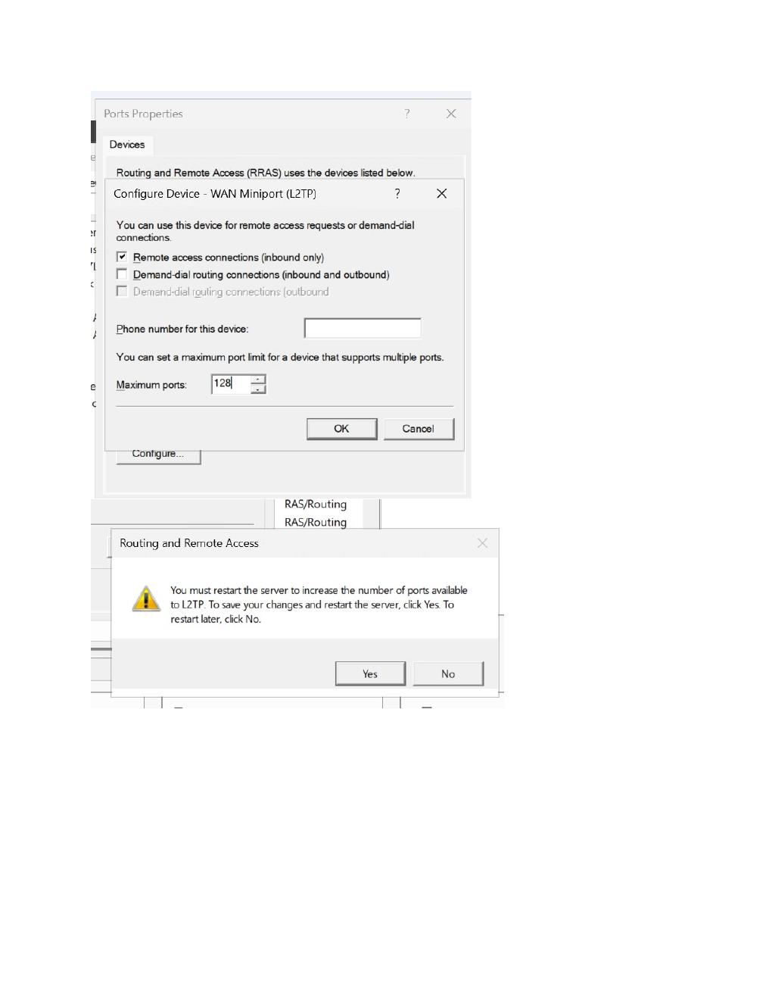 Ports Properties
?
Devices
Routing and Remote Access (RRAS) uses the devices listed below.
Configure Device - WAN Miniport (L2TP)
?
You can use this device for remote access requests or demand-dial
connections.
Remote access connections (inbound only)
Demand-dial routing connections (inbound and outbound)
Demand-dial routing connections (outbound
Phone number for this device:
You can set a maximum port limit for a device that supports multiple ports.
Maximum ports: 128
OK Cancel
Configure...
RAS/Routing
RAS/Routing
Routing and Remote Access
You must restart the server to increase the number of ports available
to L2TP. To save your changes and restart the server, click Yes. To
restart later, click No.
Yes No